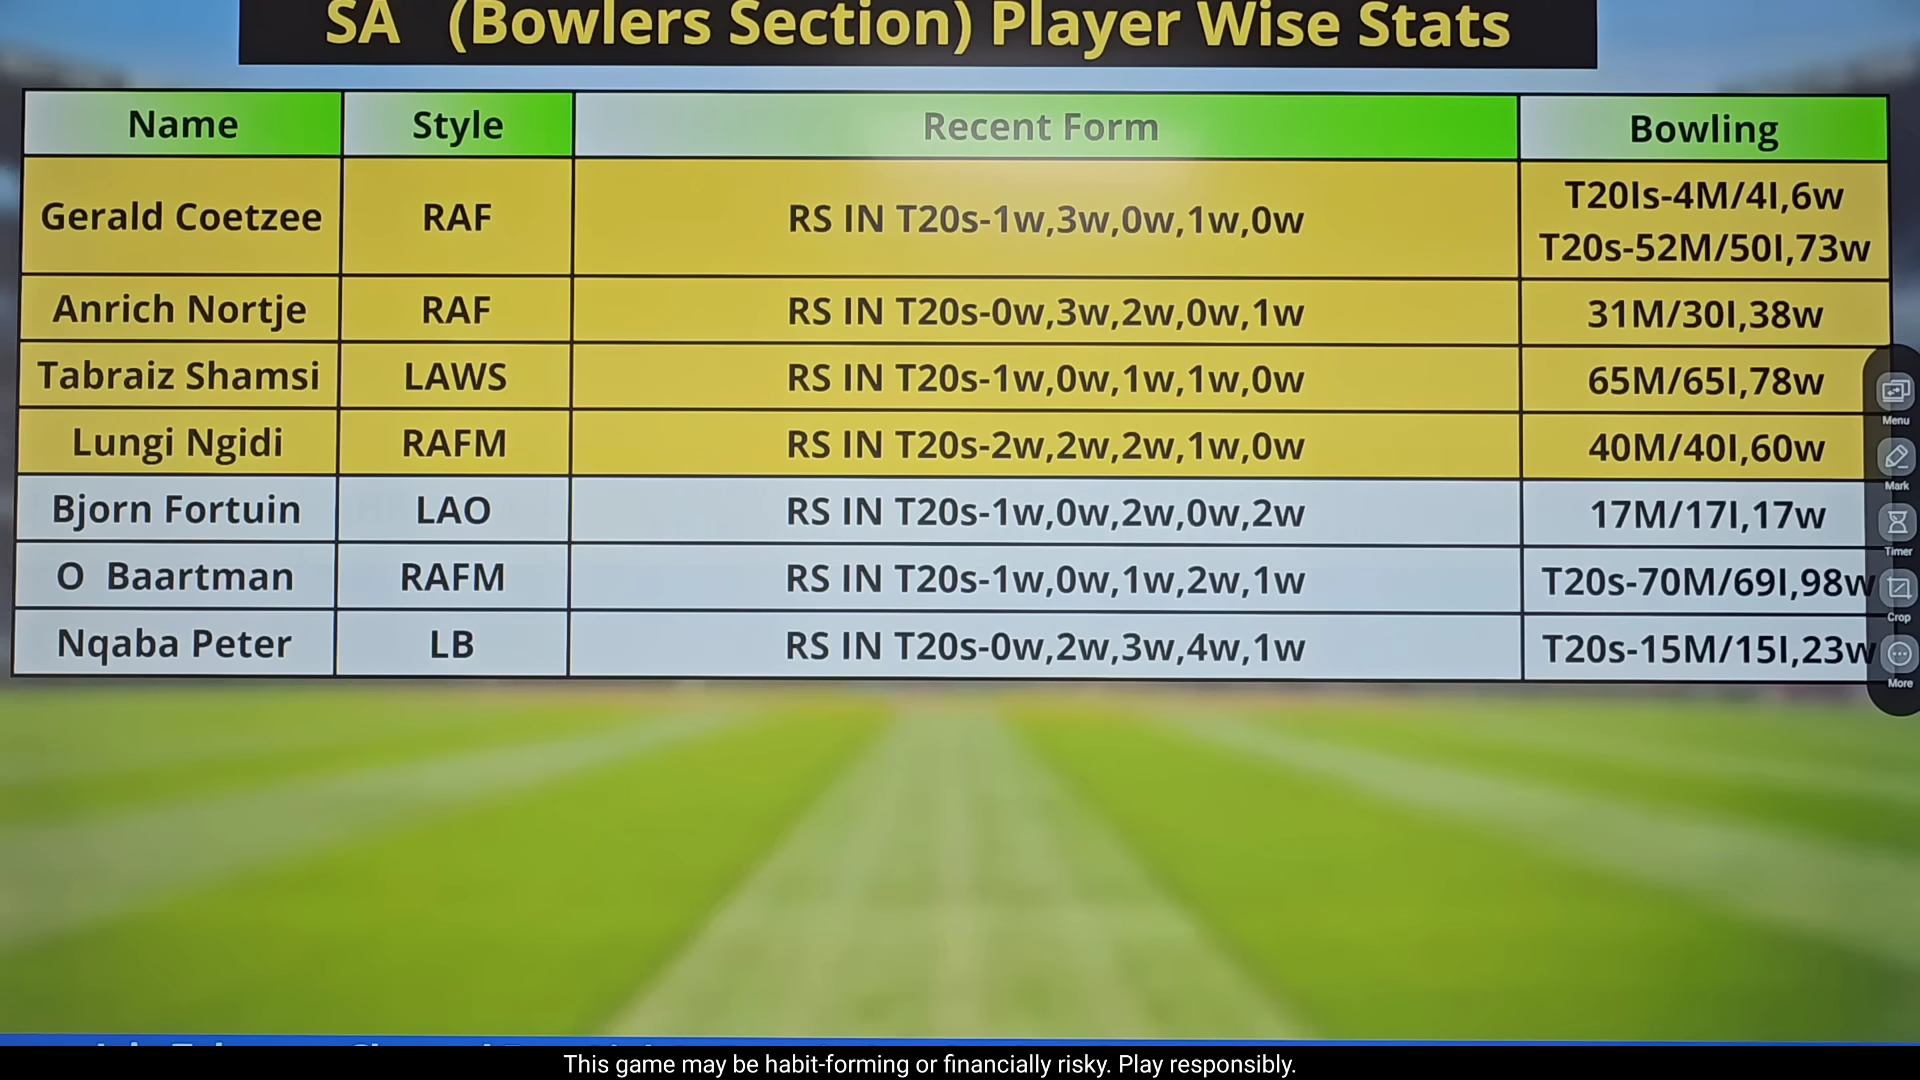 SA (Bowlers Section) Player Wise Stats
Name Style Recent Form Bowling
Gerald Coetzee RAF RS IN T20s-1w,3w,0w,1w,0w T20Is-4M/4I,6w
T20s-52M/50I,73w
Anrich Nortje RAF RS IN T20s-0w,3w,2w,0w,1w 31M/30I,38w
Tabraiz Shamsi LAWS RS IN T20s-1w,0w,1w,1w,0w 65M/65I,78w
Menu
Lungi Ngidi RAFM RS IN T20s-2w,2w,2w,1w,0w 40M/40I,60w
Mark
Bjorn Fortuin LAO RS IN T20s-1w,0w,2w,0w,2w 17M/17I,17w
Timer
O Baartman RAFM RS IN T20s-1w,0w,1w,2w,1w T20s-70M/69I,98w
Crop
Nqaba Peter LB RS IN T20s-0w,2w,3w,4w,1w T20s-15M/15I,23w
More
This game may be habit-forming or financially risky. Play responsibly.